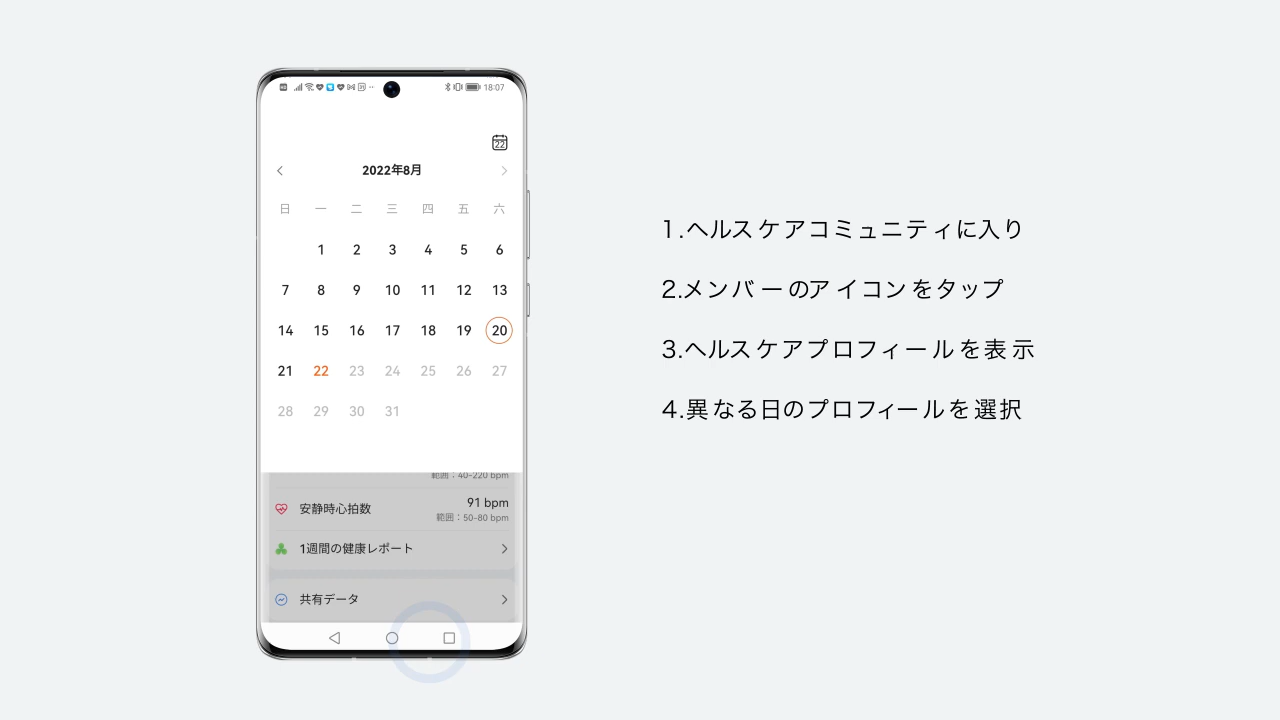 18:07
22
2022年8月
日 一 二 三 四 五 六
1 2 3 4 5 6
7 8 9 10 11 12 13
14 15 16 17 18 19 20
21 22 23 24 25 26 27
28 29 30 31
範囲：40-220 bpm
安静時心拍数 91 bpm
範囲：50-80 bpm
1週間の健康レポート
共有データ
1.ヘルスケアコミュニティに入り
2.メンバーのアイコンをタップ
3.ヘルスケアプロフィールを表示
4.異なる日のプロフィールを選択